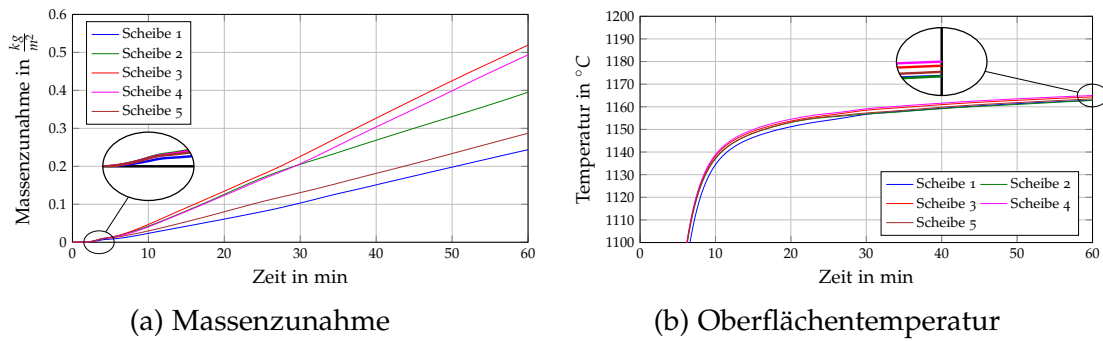 Massenzunahme in kg/m²
0.6
0.5
0.4
0.3
0.2
0.1
0
Scheibe 1
Scheibe 2
Scheibe 3
Scheibe 4
Scheibe 5
0 10 20 30 40 50 60
Zeit in min
(a) Massenzunahme
Temperatur in °C
1200
1190
1180
1170
1160
1150
1140
1130
1120
1110
1100
Scheibe 1 Scheibe 2
Scheibe 3 Scheibe 4
Scheibe 5
0 10 20 30 40 50 60
Zeit in min
(b) Oberflächentemperatur